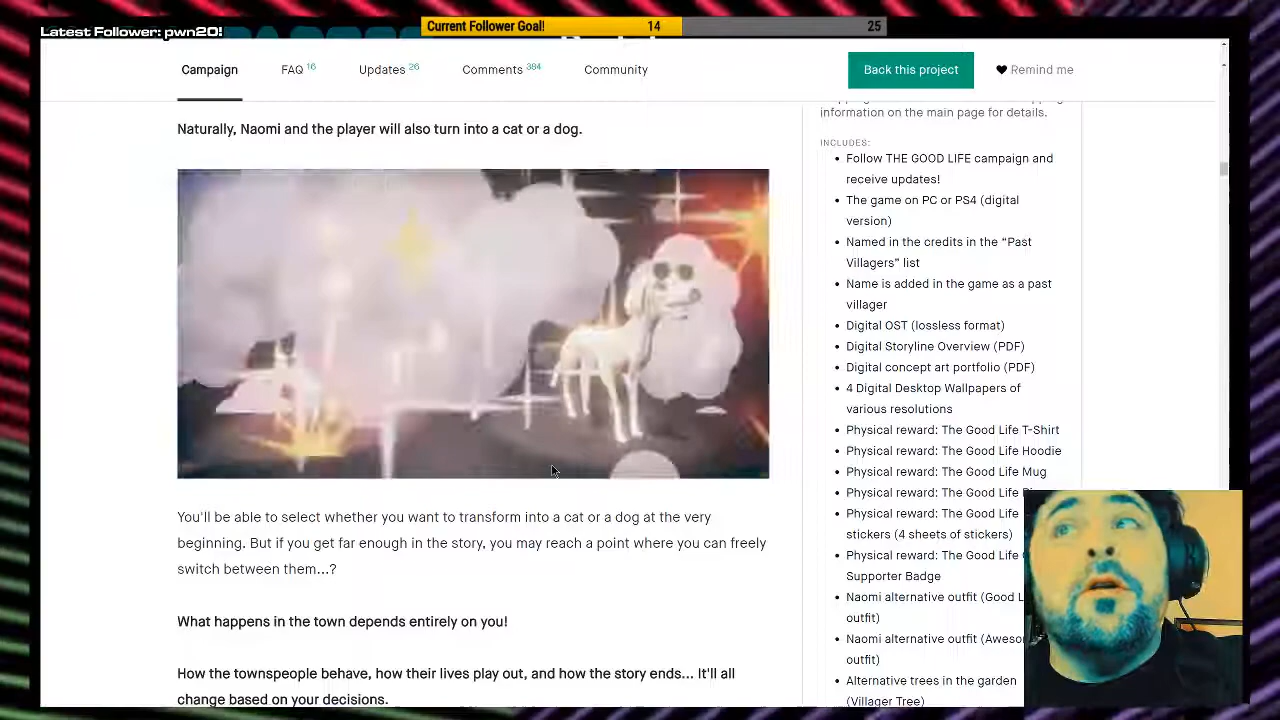 Latest Follower: pwn20!
Current Follower Goal! 14 25
Campaign FAQ 16 Updates 26 Comments 394 Community
Back this project Remind me
Naturally, Naomi and the player will also turn into a cat or a dog.
You'll be able to select whether you want to transform into a cat or a dog at the very
beginning. But if you get far enough in the story, you may reach a point where you can freely
switch between them...?
What happens in the town depends entirely on you!
How the townspeople behave, how their lives play out, and how the story ends... It'll all
change based on your decisions.
information on the main page for details.
INCLUDES:
Follow THE GOOD LIFE campaign and
receive updates!
The game on PC or PS4 (digital
version)
Named in the credits in the “Past
Villagers” list
Name is added in the game as a past
villager
Digital OST (lossless format)
Digital Storyline Overview (PDF)
Digital concept art portfolio (PDF)
4 Digital Desktop Wallpapers of
various resolutions
Physical reward: The Good Life T-Shirt
Physical reward: The Good Life Hoodie
Physical reward: The Good Life Mug
Physical reward: The Good Life
Physical reward: The Good Life
stickers (4 sheets of stickers)
Physical reward: The Good Life
Supporter Badge
Naomi alternative outfit (Good
outfit)
Naomi alternative outfit
outfit)
Alternative trees in the garden
(Villager Tree)